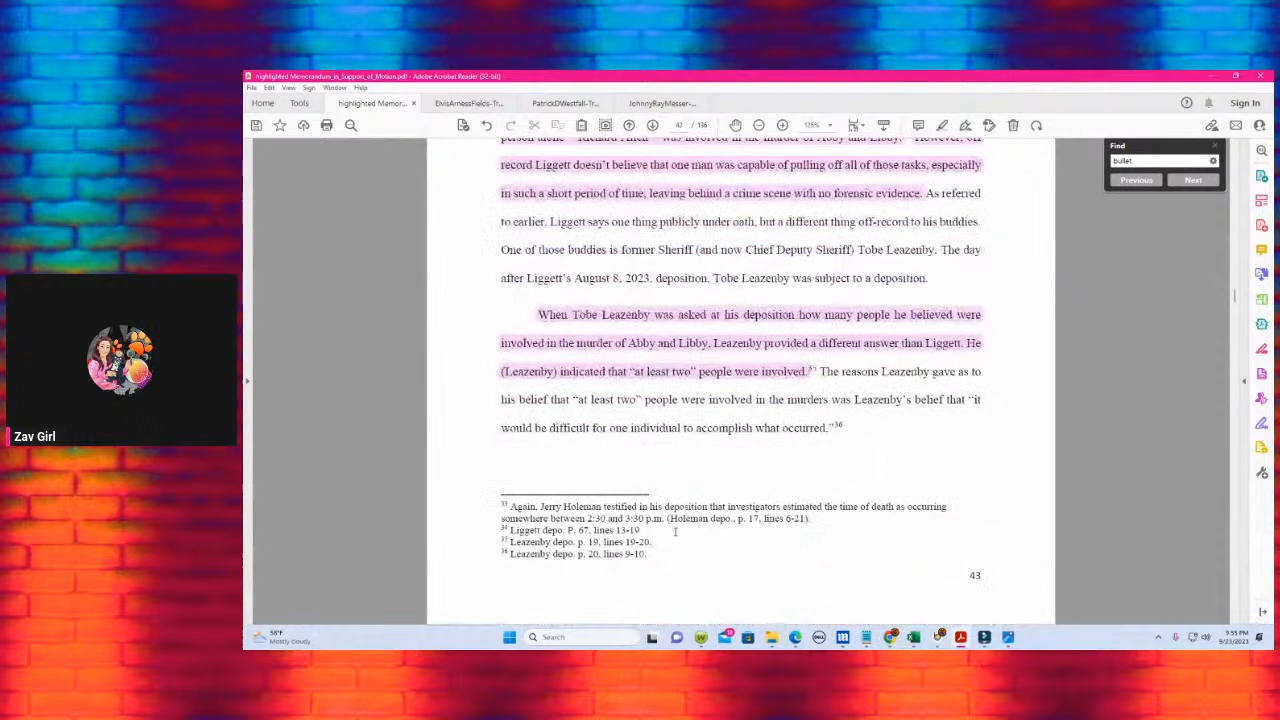 highlighted Memorandum_in_Support_of_Motion.pdf - Adobe Acrobat Reader (32-bit)
File Edit View Sign Window Help
Home Tools highlighted Memor... × ElvisArnessFields-Tr... PatrickDWestfall-Tr... JohnnyRayMesser-... Sign In
43 / 136 125%
Find
bullet
Previous Next
person alone Richard Allen was involved in the murder of Abby and Libby. However, off
record Liggett doesn't believe that one man was capable of pulling off all of those tasks, especially
in such a short period of time, leaving behind a crime scene with no forensic evidence. As referred
to earlier, Liggett says one thing publicly under oath, but a different thing off-record to his buddies.
One of those buddies is former Sheriff (and now Chief Deputy Sheriff) Tobe Leazenby. The day
after Liggett's August 8, 2023, deposition, Tobe Leazenby was subject to a deposition.
When Tobe Leazenby was asked at his deposition how many people he believed were
involved in the murder of Abby and Libby, Leazenby provided a different answer than Liggett. He
(Leazenby) indicated that "at least two" people were involved.35 The reasons Leazenby gave as to
his belief that "at least two" people were involved in the murders was Leazenby's belief that "it
would be difficult for one individual to accomplish what occurred."36
33 Again, Jerry Holeman testified in his deposition that investigators estimated the time of death as occurring
somewhere between 2:30 and 3:30 p.m. (Holeman depo., p. 17, lines 6-21).
34 Liggett depo. P. 67, lines 13-19
35 Leazenby depo. p. 19, lines 19-20.
36 Leazenby depo. p. 20, lines 9-10.
43
Zav Girl
56°F
Mostly cloudy
Search
9:55 PM
9/23/2023